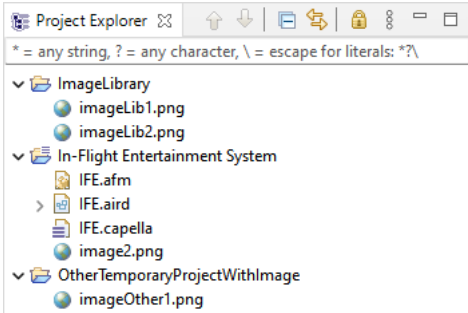 Project Explorer
* = any string, ? = any character, \ = escape for literals: *?\
ImageLibrary
imageLib1.png
imageLib2.png
In-Flight Entertainment System
IFE.afm
IFE.aird
IFE.capella
image2.png
OtherTemporaryProjectWithImage
imageOther1.png